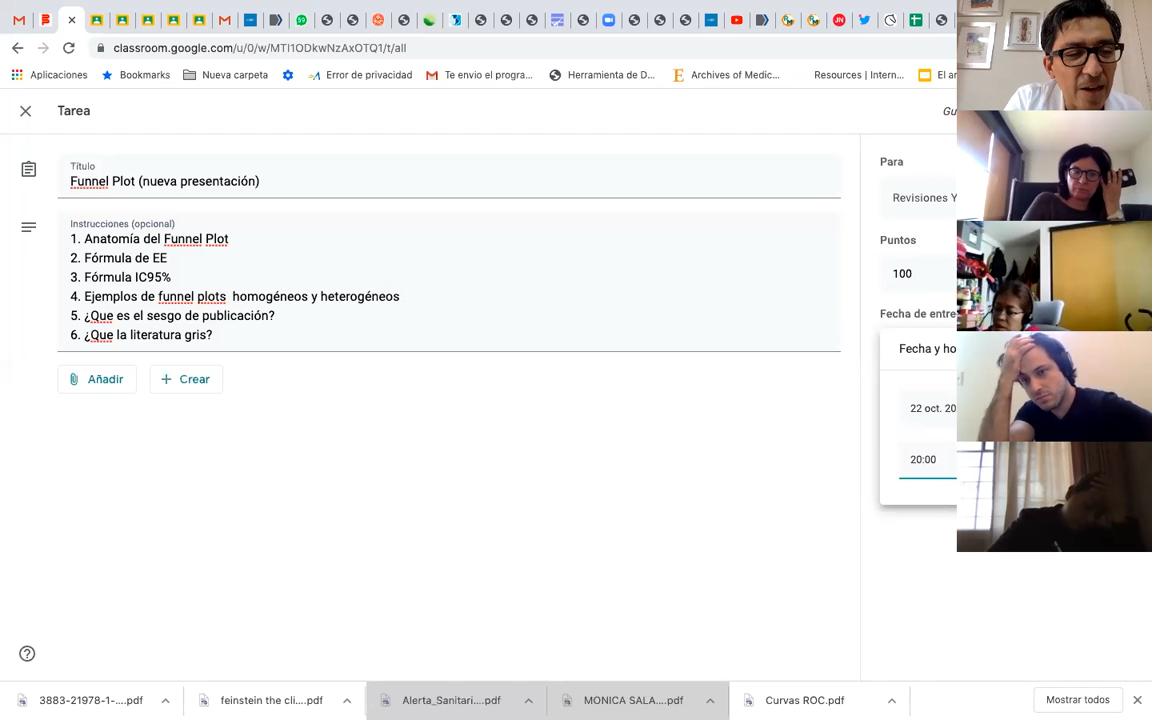 classroom.google.com/u/0/w/MTI1ODkwNzAxOTQ1/t/all
Aplicaciones
Bookmarks
Nueva carpeta
Error de privacidad
Te envio el progra...
Herramienta de D...
Archives of Medic...
Resources | Intern...
El ar
Tarea
Gu
Título
Funnel Plot (nueva presentación)
Instrucciones (opcional)
1. Anatomía del Funnel Plot
2. Fórmula de EE
3. Fórmula IC95%
4. Ejemplos de funnel plots homogéneos y heterogéneos
5. ¿Que es el sesgo de publicación?
6. ¿Que la literatura gris?
Añadir
Crear
Para
Revisiones Y
Puntos
100
Fecha de entre
Fecha y ho
22 oct. 20
20:00
3883-21978-1-....pdf
feinstein the cli....pdf
Alerta_Sanitari....pdf
MONICA SALA....pdf
Curvas ROC.pdf
Mostrar todos